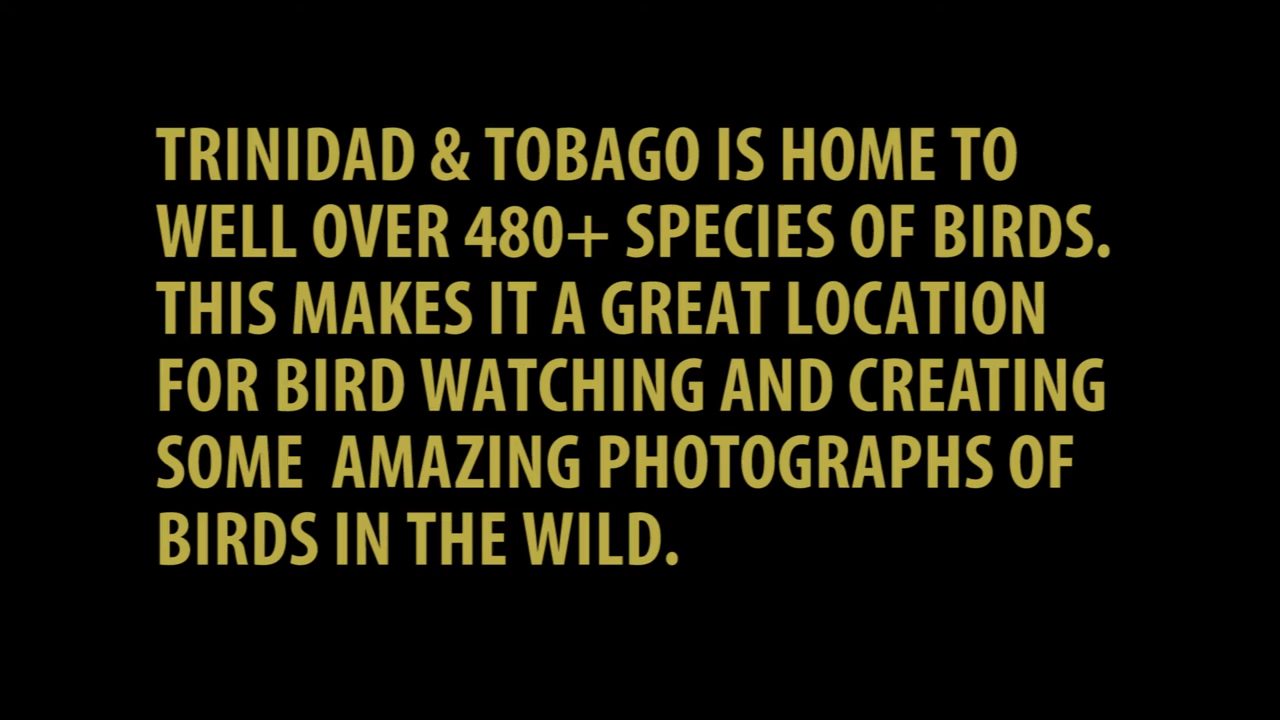 TRINIDAD & TOBAGO IS HOME TO
WELL OVER 480+ SPECIES OF BIRDS.
THIS MAKES IT A GREAT LOCATION
FOR BIRD WATCHING AND CREATING
SOME  AMAZING PHOTOGRAPHS OF
BIRDS IN THE WILD.